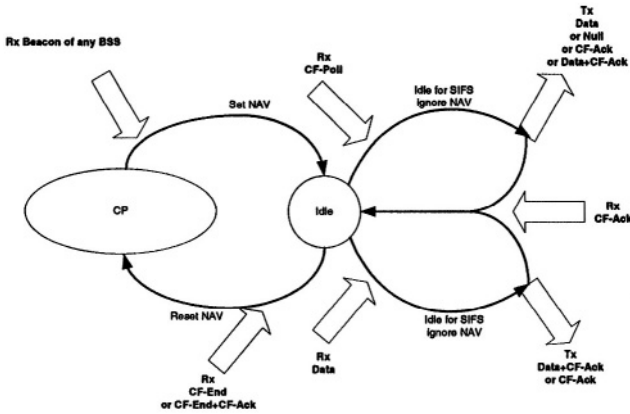 Rx Beacon of any BSS
Set NAV
CP
Reset NAV
Rx
CF-End
or CF-End+CF-Ack
Rx
CF-Poll
Idle
Rx
Data
Idle for SIFS
ignore NAV
Tx
Data
or Null
or CF-Ack
or Data+CF-Ack
Rx
CF-Ack
Idle for SIFS
ignore NAV
Tx
Data+CF-Ack
or CF-Ack